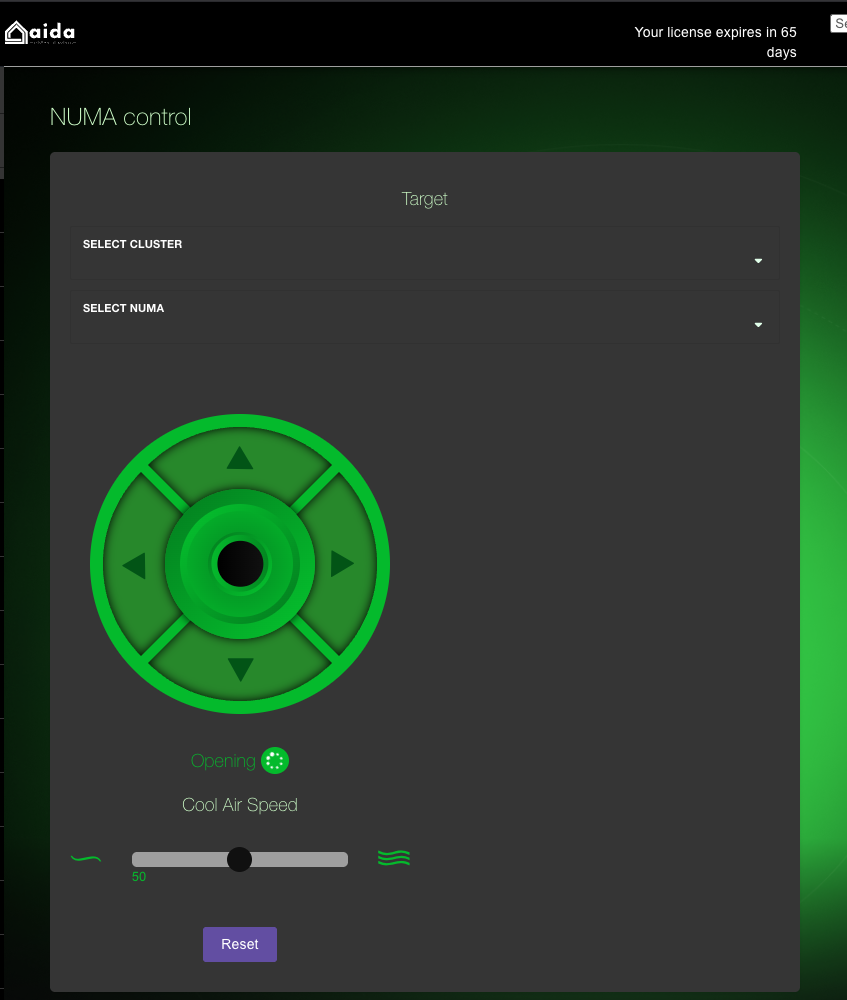 aida
Your license expires in 65
days
Se
NUMA control
Target
SELECT CLUSTER
SELECT NUMA
Opening
Cool Air Speed
50
Reset